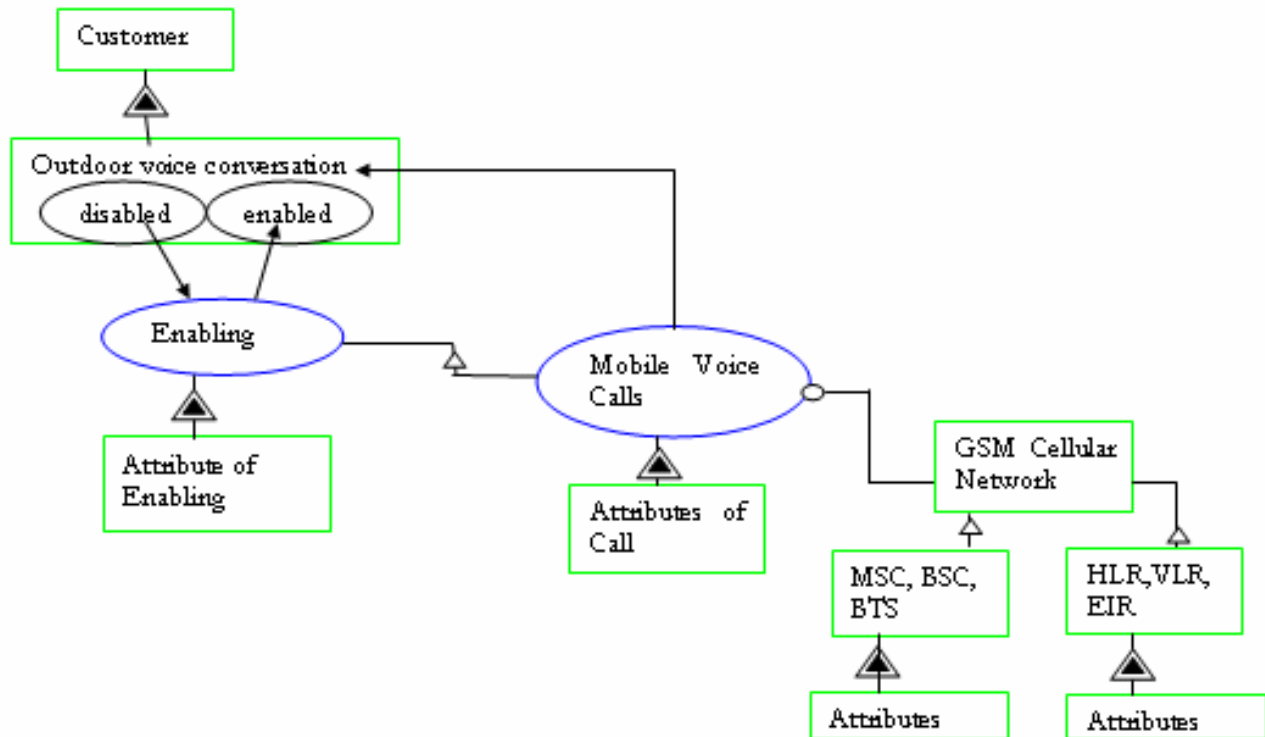 Customer
Outdoor voice conversation
disabled
enabled
Enabling
Mobile Voice
Calls
Attribute of
Enabling
Attributes of
Call
GSM Cellular
Network
MSC, BSC,
BTS
HLR,VLR,
EIR
Attributes
Attributes